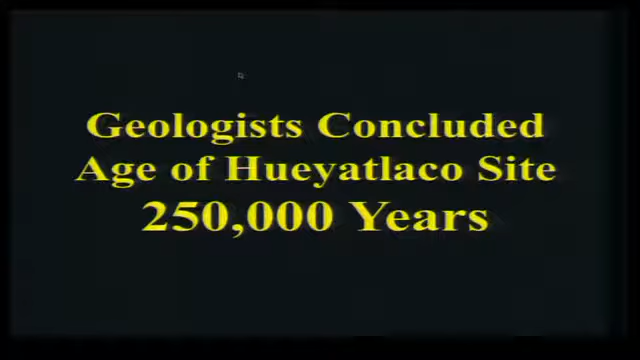 Geologists Concluded
Age of Hueyatlaco Site
250,000 Years